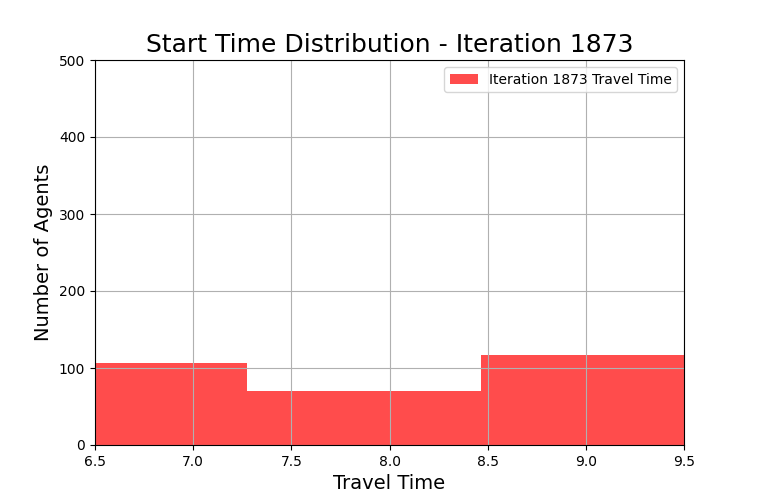 Start Time Distribution - Iteration 1873
Iteration 1873 Travel Time
Number of Agents
500
400
300
200
100
0
6.5 7.0 7.5 8.0 8.5 9.0 9.5
Travel Time